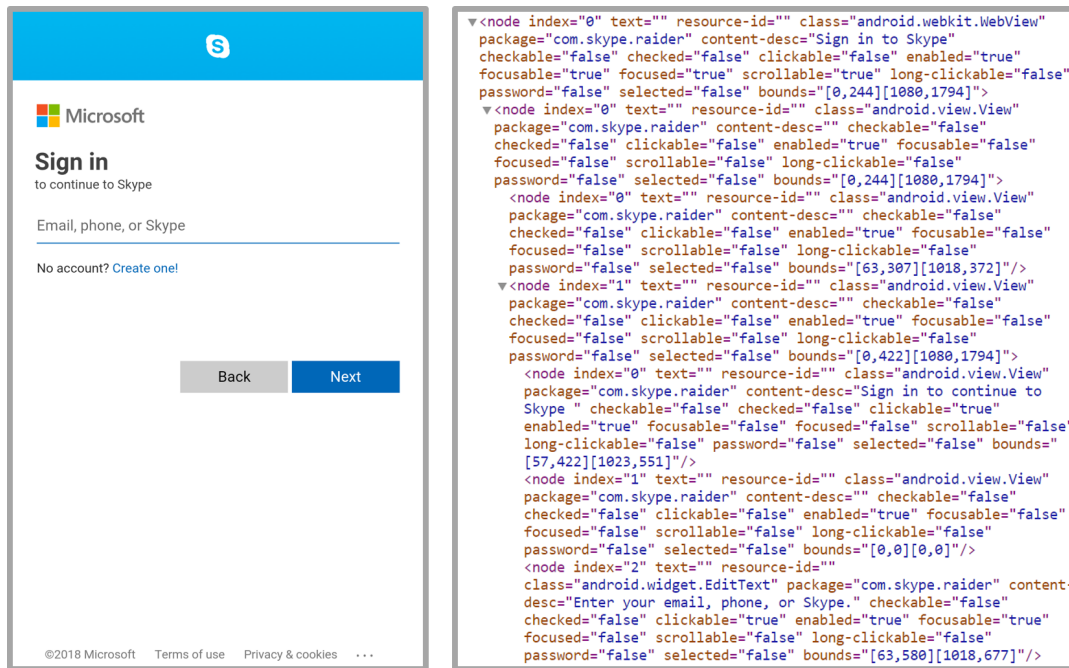 S
Microsoft
Sign in
to continue to Skype
Email, phone, or Skype
No account? Create one!
Back Next
©2018 Microsoft Terms of use Privacy & cookies ...
▼<node index="0" text="" resource-id="" class="android.webkit.WebView"
package="com.skype.raider" content-desc="Sign in to Skype"
checkable="false" checked="false" clickable="false" enabled="true"
focusable="true" focused="true" scrollable="true" long-clickable="false"
password="false" selected="false" bounds="[0,244][1080,1794]">
▼<node index="0" text="" resource-id="" class="android.view.View"
package="com.skype.raider" content-desc="" checkable="false"
checked="false" clickable="false" enabled="true" focusable="false"
focused="false" scrollable="false" long-clickable="false"
password="false" selected="false" bounds="[0,244][1080,1794]">
<node index="0" text="" resource-id="" class="android.view.View"
package="com.skype.raider" content-desc="" checkable="false"
checked="false" clickable="false" enabled="true" focusable="false"
focused="false" scrollable="false" long-clickable="false"
password="false" selected="false" bounds="[63,307][1018,372]"/>
▼<node index="1" text="" resource-id="" class="android.view.View"
package="com.skype.raider" content-desc="" checkable="false"
checked="false" clickable="false" enabled="true" focusable="false"
focused="false" scrollable="false" long-clickable="false"
password="false" selected="false" bounds="[0,422][1080,1794]">
<node index="0" text="" resource-id="" class="android.view.View"
package="com.skype.raider" content-desc="Sign in to continue to
Skype " checkable="false" checked="false" clickable="true"
enabled="true" focusable="false" focused="false" scrollable="false"
long-clickable="false" password="false" selected="false" bounds="
[57,422][1023,551]"/>
<node index="1" text="" resource-id="" class="android.view.View"
package="com.skype.raider" content-desc="" checkable="false"
checked="false" clickable="false" enabled="true" focusable="false"
focused="false" scrollable="false" long-clickable="false"
password="false" selected="false" bounds="[0,0][0,0]"/>
<node index="2" text="" resource-id=""
class="android.widget.EditText" package="com.skype.raider" content-
desc="Enter your email, phone, or Skype." checkable="false"
checked="false" clickable="true" enabled="true" focusable="true"
focused="false" scrollable="false" long-clickable="false"
password="false" selected="false" bounds="[63,580][1018,677]"/>